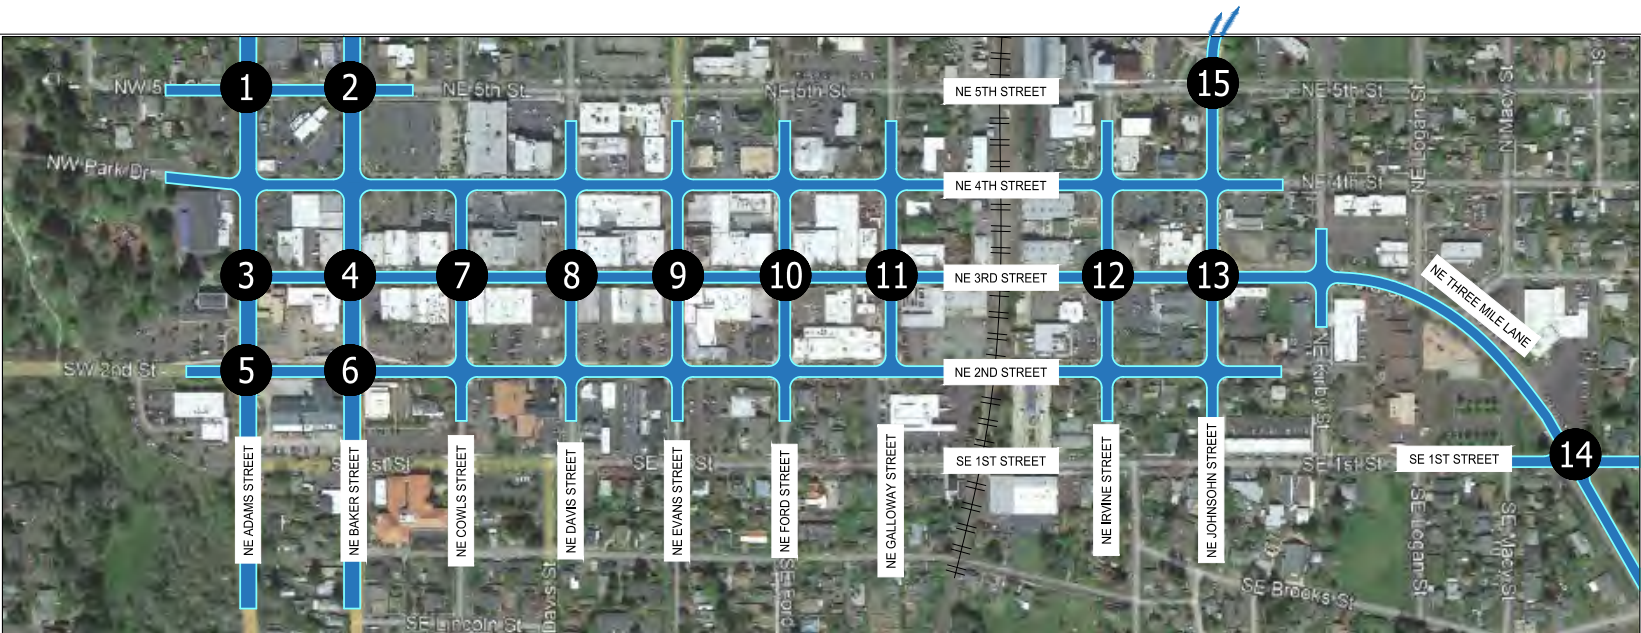 NW 5th St
1
2
NE 5th St
NE 5th St
NE 5TH STREET
15
NE 5th St
NW Park Dr
NE 4TH STREET
NE 4th St
NE Logan St
N Macy St
St
3
4
7
8
9
10
11
NE 3RD STREET
12
13
NE THREE MILE LANE
SW 2nd St
5
6
NE 2ND STREET
NE Kirby St
SE 1st St
SE 1st St
SE 1ST STREET
SE 1st St
SE 1ST STREET
14
NE ADAMS STREET
NE BAKER STREET
NE COWLS STREET
NE DAVIS STREET
NE EVANS STREET
NE FORD STREET
NE GALLOWAY STREET
NE IRVINE STREET
NE JOHNSOHN STREET
SE Logan St
SE Macy St
Davis St
SE Ford
SE Brooks St
SE Lincoln St